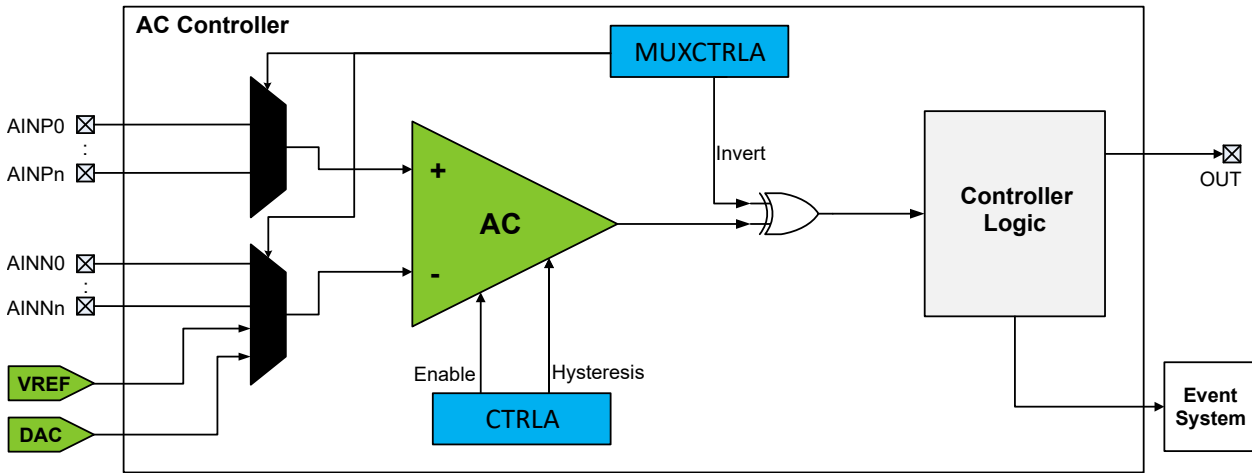 AC Controller
MUXCTRLA
AINP0
:
AINPn
+
Invert
OUT
Controller
Logic
AC
AINN0
:
AINNn
-
VREF
Enable
Hysteresis
DAC
CTRLA
Event
System